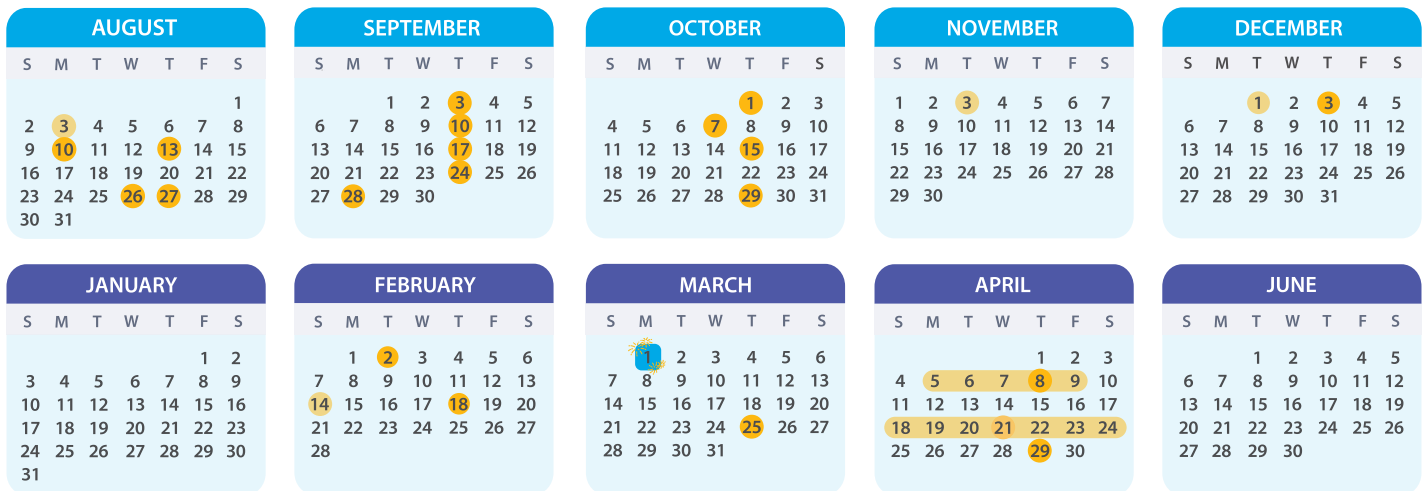 AUGUST
S M T W T F S
1
2 3 4 5 6 7 8
9 10 11 12 13 14 15
16 17 18 19 20 21 22
23 24 25 26 27 28 29
30 31
SEPTEMBER
S M T W T F S
1 2 3 4 5
6 7 8 9 10 11 12
13 14 15 16 17 18 19
20 21 22 23 24 25 26
27 28 29 30
OCTOBER
S M T W T F S
1 2 3
4 5 6 7 8 9 10
11 12 13 14 15 16 17
18 19 20 21 22 23 24
25 26 27 28 29 30 31
NOVEMBER
S M T W T F S
1 2 3 4 5 6 7
8 9 10 11 12 13 14
15 16 17 18 19 20 21
22 23 24 25 26 27 28
29 30
DECEMBER
S M T W T F S
1 2 3 4 5
6 7 8 9 10 11 12
13 14 15 16 17 18 19
20 21 22 23 24 25 26
27 28 29 30 31
JANUARY
S M T W T F S
1 2
3 4 5 6 7 8 9
10 11 12 13 14 15 16
17 18 19 20 21 22 23
24 25 26 27 28 29 30
31
FEBRUARY
S M T W T F S
1 2 3 4 5 6
7 8 9 10 11 12 13
14 15 16 17 18 19 20
21 22 23 24 25 26 27
28
MARCH
S M T W T F S
1 2 3 4 5 6
7 8 9 10 11 12 13
14 15 16 17 18 19 20
21 22 23 24 25 26 27
28 29 30 31
APRIL
S M T W T F S
1 2 3
4 5 6 7 8 9 10
11 12 13 14 15 16 17
18 19 20 21 22 23 24
25 26 27 28 29 30
JUNE
S M T W T F S
1 2 3 4 5
6 7 8 9 10 11 12
13 14 15 16 17 18 19
20 21 22 23 24 25 26
27 28 29 30